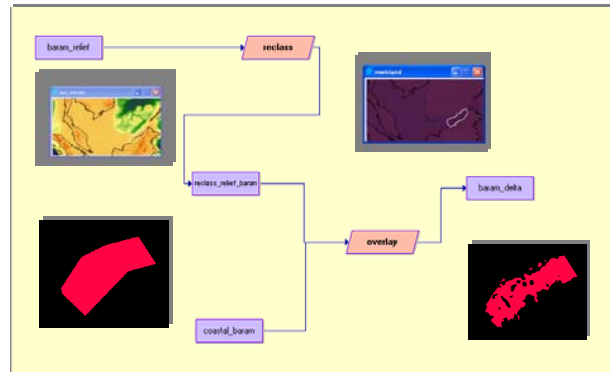 baram_relief
reclass
reclass_relief_baram
baram_delta
overlay
coastal_baram